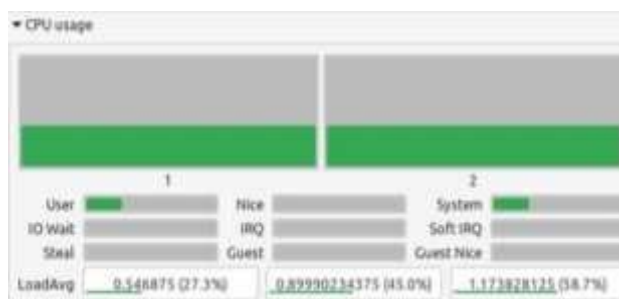 CPU usage
1 2
User Nice System
IO Wait IRQ Soft IRQ
Steal Guest Guest Nice
LoadAvg 0.546875 (27.3%) 0.89990234375 (45.0%) 1.173828125 (58.7%)